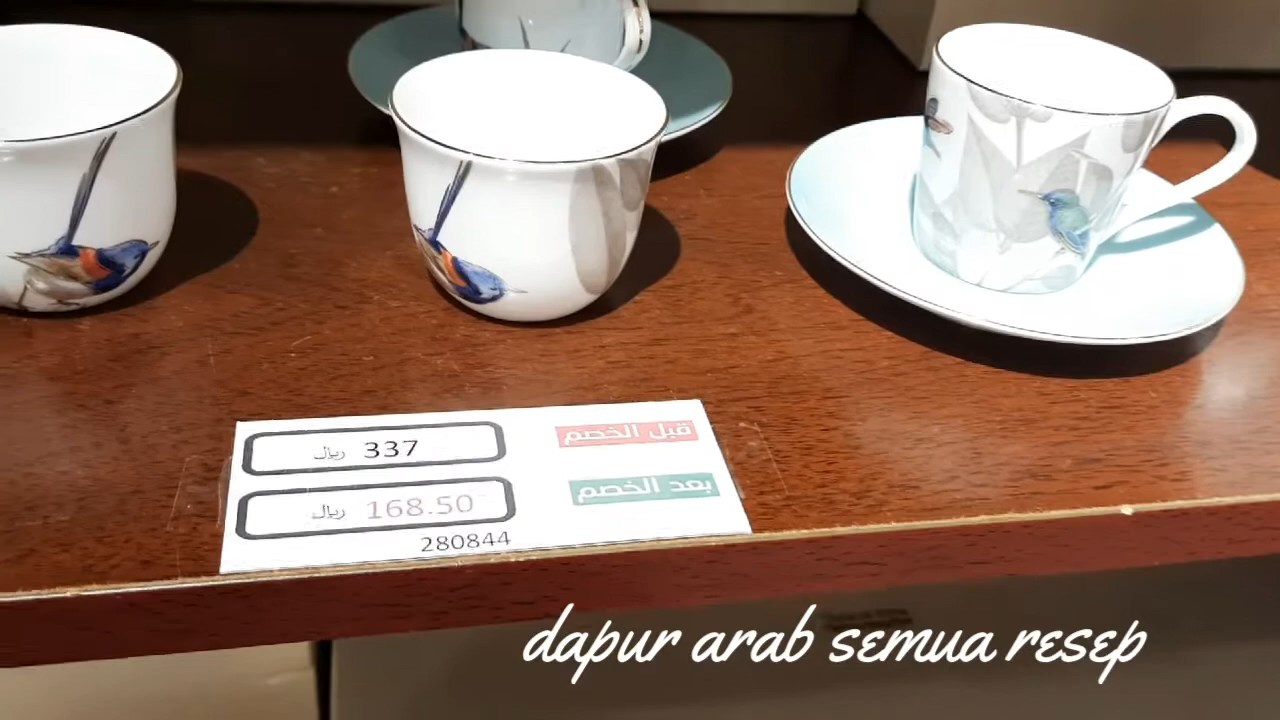 قبل الخصم
337 ريال
بعد الخصم
168.50 ريال
280844
dapur arab semua resep